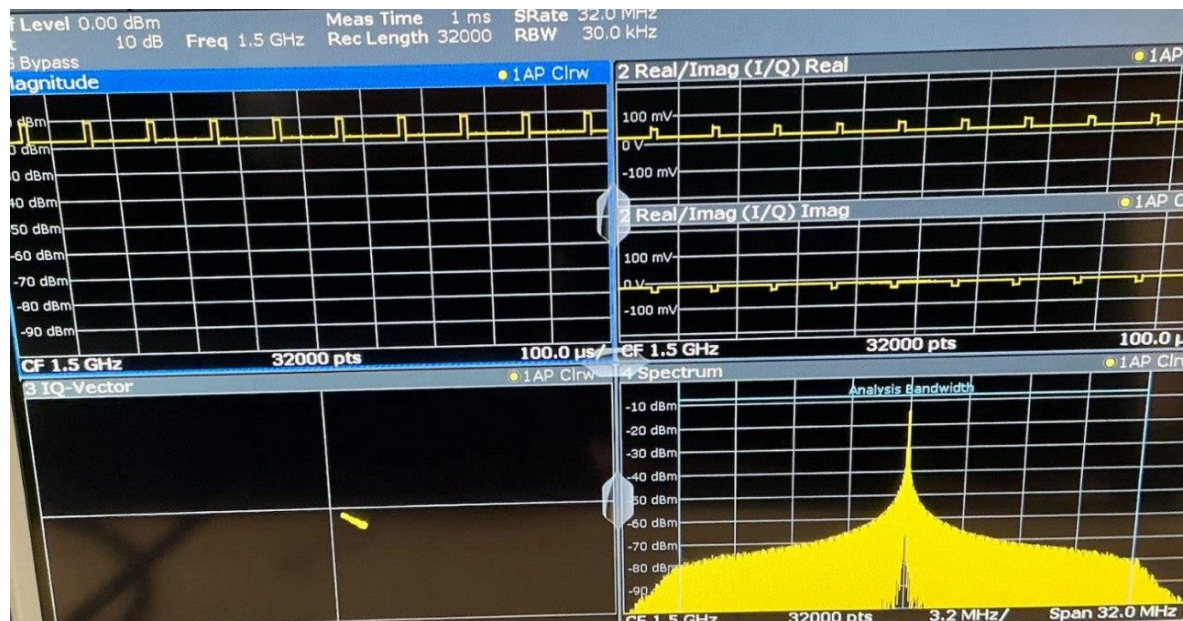 f Level 0.00 dBm Meas Time 1 ms SRate 32.0 MHz
t 10 dB Freq 1.5 GHz Rec Length 32000 RBW 30.0 kHz
Bypass
agnitude 1AP Clrw
dBm
dBm
0 dBm
40 dBm
-50 dBm
-60 dBm
-70 dBm
-80 dBm
-90 dBm
CF 1.5 GHz 32000 pts 100.0 µs/
2 Real/Imag (I/Q) Real 1AP
100 mV
0 V
-100 mV
2 Real/Imag (I/Q) Imag 1AP C
100 mV
0 V
-100 mV
CF 1.5 GHz 32000 pts 100.0 µ
3 IQ-Vector 1AP Clrw
4 Spectrum 1AP Clrw
Analysis Bandwidth
-10 dBm
-20 dBm
-30 dBm
-40 dBm
-50 dBm
-60 dBm
-70 dBm
-80 dBm
-90
CF 1.5 GHz 32000 pts 3.2 MHz/ Span 32.0 MHz